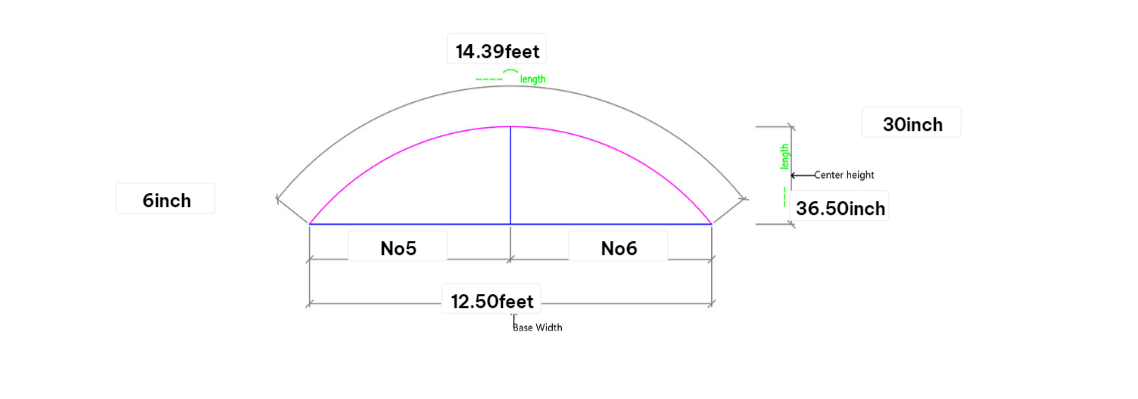 14.39feet
---- length
30inch
length
Center height
6inch
36.50inch
No5
No6
12.50feet
Base Width